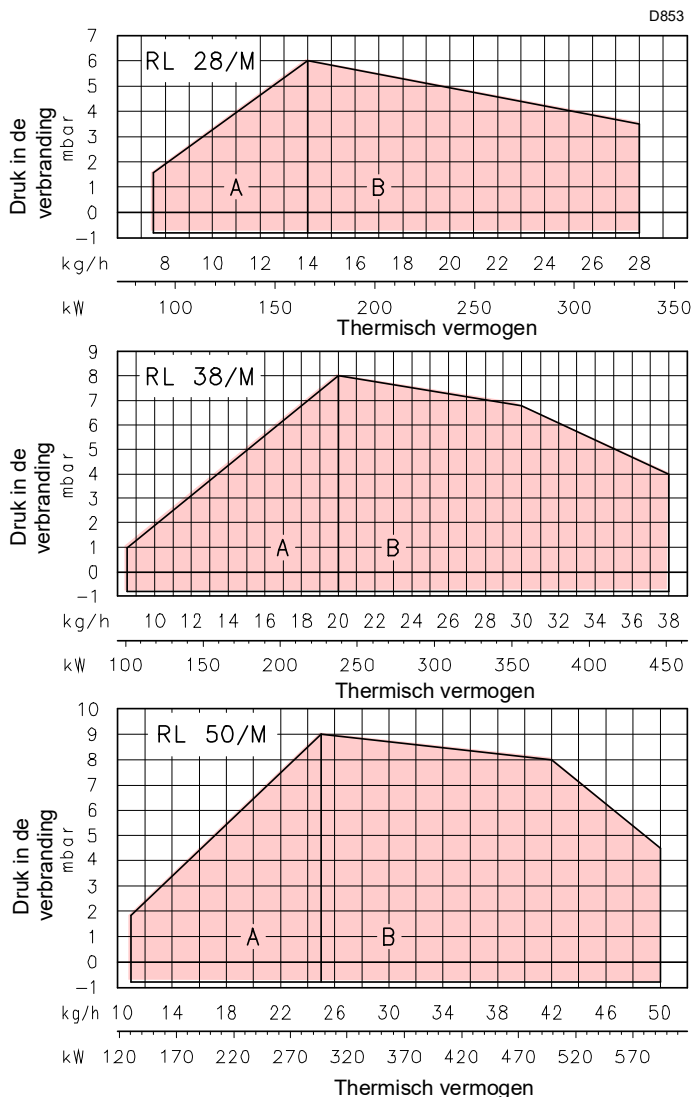 D853
7
RL 28/M
6
5
4
3
2
1
0
−1
Druk in de
verbranding
mbar
A
B
kg/h 8 10 12 14 16 18 20 22 24 26 28
kW 100 150 200 250 300 350
Thermisch vermogen
9
RL 38/M
8
7
6
5
4
3
2
1
0
−1
Druk in de
verbranding
mbar
A
B
kg/h 10 12 14 16 18 20 22 24 26 28 30 32 34 36 38
kW 100 150 200 250 300 350 400 450
Thermisch vermogen
10
RL 50/M
9
8
7
6
5
4
3
2
1
0
−1
Druk in de
verbranding
mbar
A
B
kg/h 10 14 18 22 26 30 34 38 42 46 50
kW 120 170 220 270 320 370 420 470 520 570
Thermisch vermogen